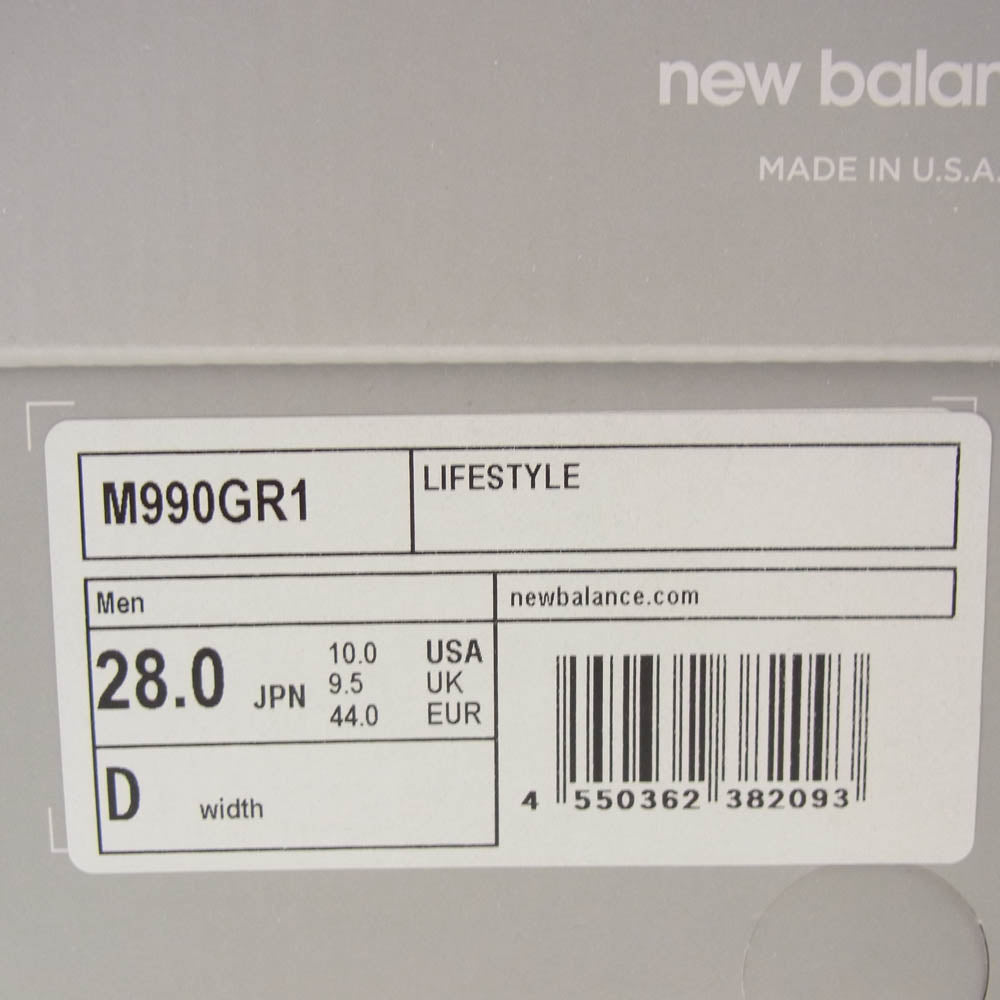 new balan
MADE IN U.S.A.
M990GR1
LIFESTYLE
Men
newbalance.com
28.0 JPN
10.0 USA
9.5 UK
44.0 EUR
D width
4 550362 382093